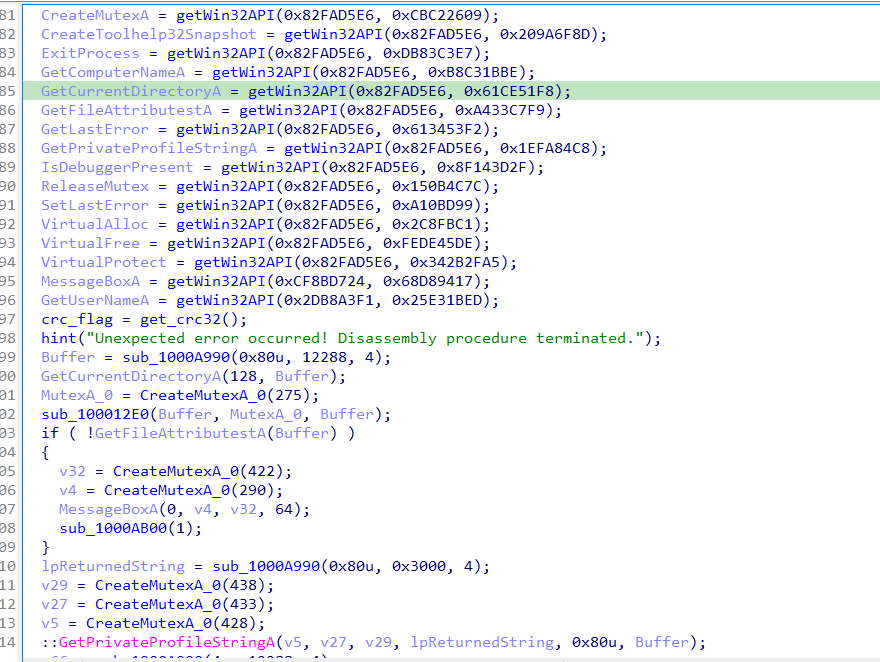 81 CreateMutexA = getWin32API(0x82FAD5E6, 0xCBC22609);
82 CreateToolhelp32Snapshot = getWin32API(0x82FAD5E6, 0x209A6F8D);
83 ExitProcess = getWin32API(0x82FAD5E6, 0xDB83C3E7);
84 GetComputerNameA = getWin32API(0x82FAD5E6, 0xB8C31BBE);
85 GetCurrentDirectoryA = getWin32API(0x82FAD5E6, 0x61CE51F8);
86 GetFileAttributestA = getWin32API(0x82FAD5E6, 0xA433C7F9);
87 GetLastError = getWin32API(0x82FAD5E6, 0x613453F2);
88 GetPrivateProfileStringA = getWin32API(0x82FAD5E6, 0x1EFA84C8);
89 IsDebuggerPresent = getWin32API(0x82FAD5E6, 0x8F143D2F);
90 ReleaseMutex = getWin32API(0x82FAD5E6, 0x150B4C7C);
91 SetLastError = getWin32API(0x82FAD5E6, 0xA10BD99);
92 VirtualAlloc = getWin32API(0x82FAD5E6, 0x2C8FBC1);
93 VirtualFree = getWin32API(0x82FAD5E6, 0xFEDE45DE);
94 VirtualProtect = getWin32API(0x82FAD5E6, 0x342B2FA5);
95 MessageBoxA = getWin32API(0xCF8BD724, 0x68D89417);
96 GetUserNameA = getWin32API(0x2DB8A3F1, 0x25E31BED);
97 crc_flag = get_crc32();
98 hint("Unexpected error occurred! Disassembly procedure terminated.");
99 Buffer = sub_1000A990(0x80u, 12288, 4);
00 GetCurrentDirectoryA(128, Buffer);
01 MutexA_0 = CreateMutexA_0(275);
02 sub_100012E0(Buffer, MutexA_0, Buffer);
03 if ( !GetFileAttributestA(Buffer) )
04 {
05 v32 = CreateMutexA_0(422);
06 v4 = CreateMutexA_0(290);
07 MessageBoxA(0, v4, v32, 64);
08 sub_1000AB00(1);
09 }
10 lpReturnedString = sub_1000A990(0x80u, 0x3000, 4);
11 v29 = CreateMutexA_0(438);
12 v27 = CreateMutexA_0(433);
13 v5 = CreateMutexA_0(428);
14 ::GetPrivateProfileStringA(v5, v27, v29, lpReturnedString, 0x80u, Buffer);